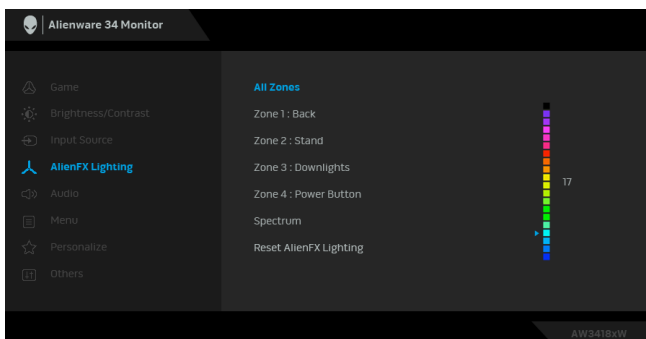 Alienware 34 Monitor
Game
Brightness/Contrast
Input Source
AlienFX Lighting
Audio
Menu
Personalize
Others
All Zones
Zone 1 : Back
Zone 2 : Stand
Zone 3 : Downlights
Zone 4 : Power Button
Spectrum
Reset AlienFX Lighting
17
AW3418xW